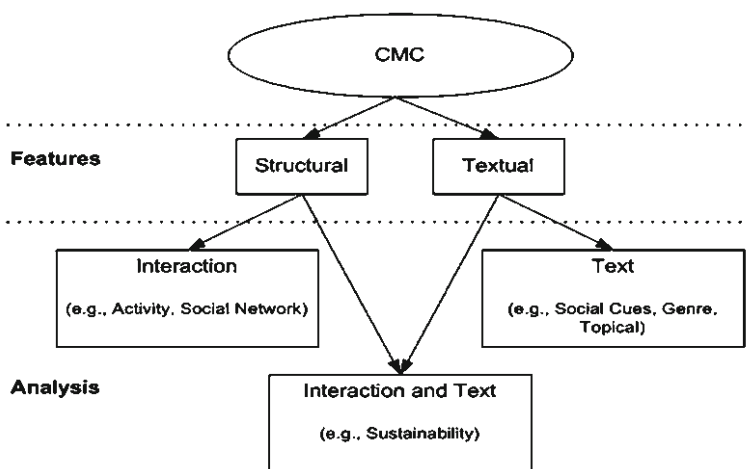 CMC
Features
Structural
Textual
Interaction
(e.g., Activity, Social Network)
Text
(e.g., Social Cues, Genre,
Topical)
Analysis
Interaction and Text
(e.g., Sustainability)